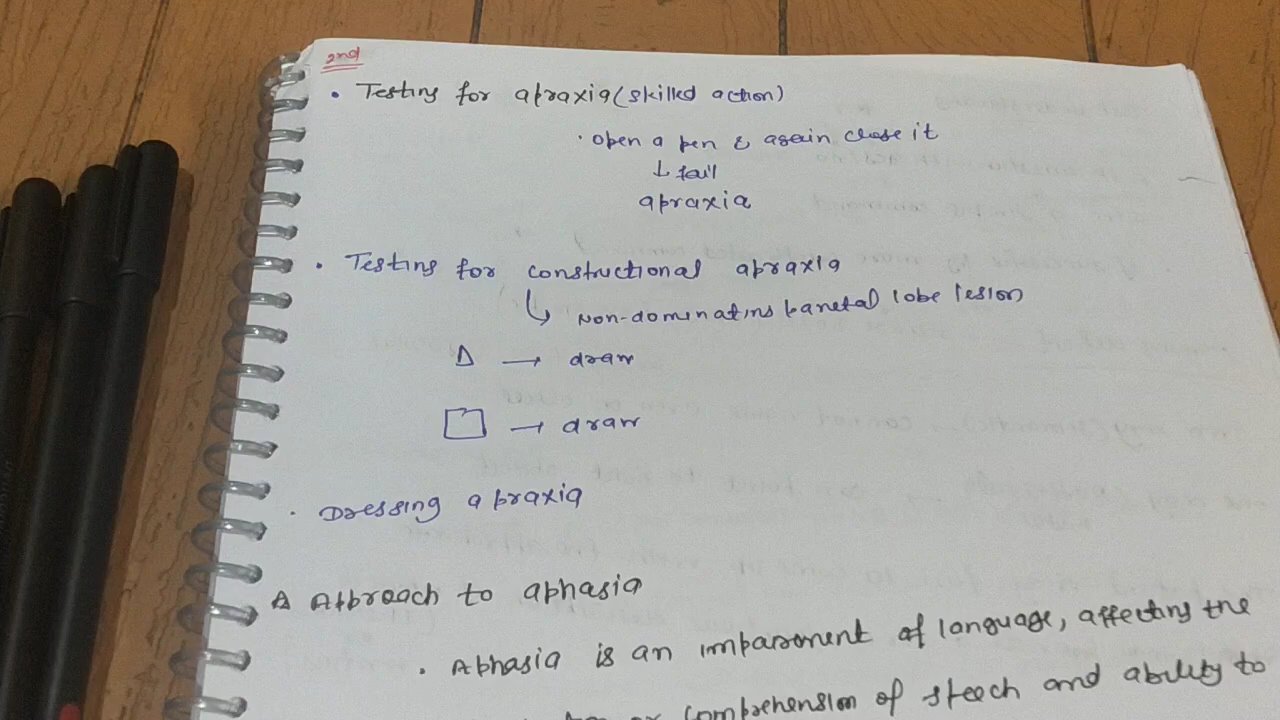 2nd
• Testing for apraxia (skilled action)
• open a pen & again close it
↓ fail
apraxia
• Testing for constructional apraxia
↳ Non-dominating parietal lobe lesion
△ → draw
□ → draw
• Dressing apraxia
Approach to aphasia
• Aphasia is an impairment of language, affecting the
comprehension of speech and ability to